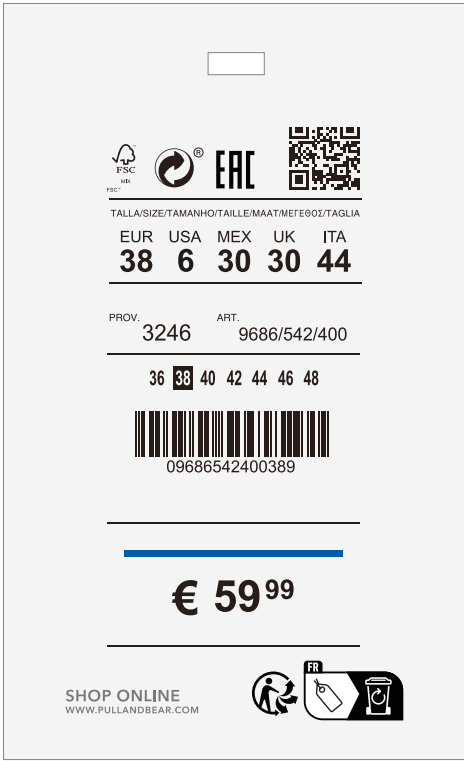 FSC
MIX
FSC™
®
EAC
TALLA/SIZE/TAMANHO/TAILLE/MAAT/ΜΕΓΕΘΟΣ/TAGLIA
EUR USA MEX UK ITA
38 6 30 30 44
PROV. 3246 ART. 9686/542/400
36 38 40 42 44 46 48
09686542400389
€ 59 99
FR
SHOP ONLINE
WWW.PULLANDBEAR.COM